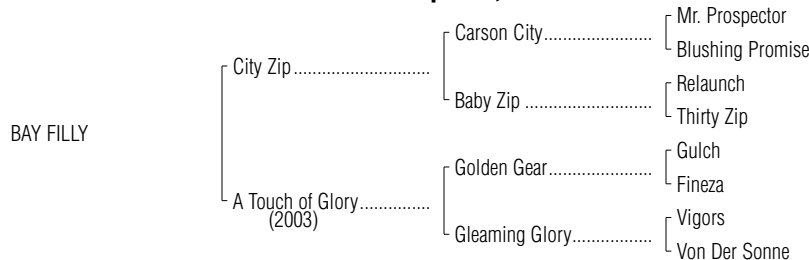 Mr. Prospector
Carson City......................
Blushing Promise
City Zip.............................
Relaunch
Baby Zip ..........................
Thirty Zip
BAY FILLY
Gulch
Golden Gear......................
Fineza
A Touch of Glory...............
(2003)
Vigors
Gleaming Glory.................
Von Der Sonne